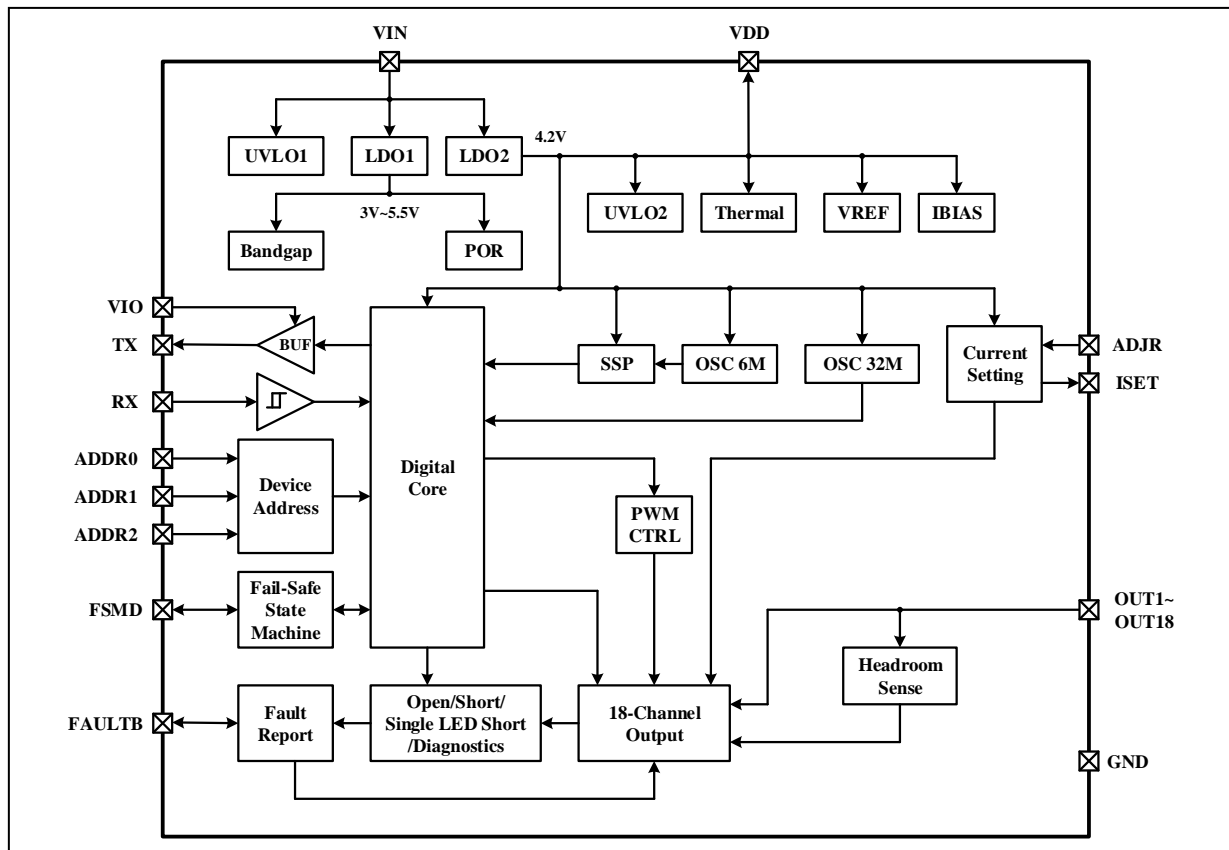 VIN
VDD
UVLO1
LDO1
LDO2
4.2V
3V~5.5V
UVLO2
Thermal
VREF
IBIAS
Bandgap
POR
VIO
TX
BUF
RX
SSP
OSC 6M
OSC 32M
Current
Setting
ADJR
ISET
ADDR0
ADDR1
ADDR2
Device
Address
Digital
Core
PWM
CTRL
FSMD
Fail-Safe
State
Machine
OUT1~
OUT18
Headroom
Sense
FAULTB
Fault
Report
Open/Short/
Single LED Short
/Diagnostics
18-Channel
Output
GND